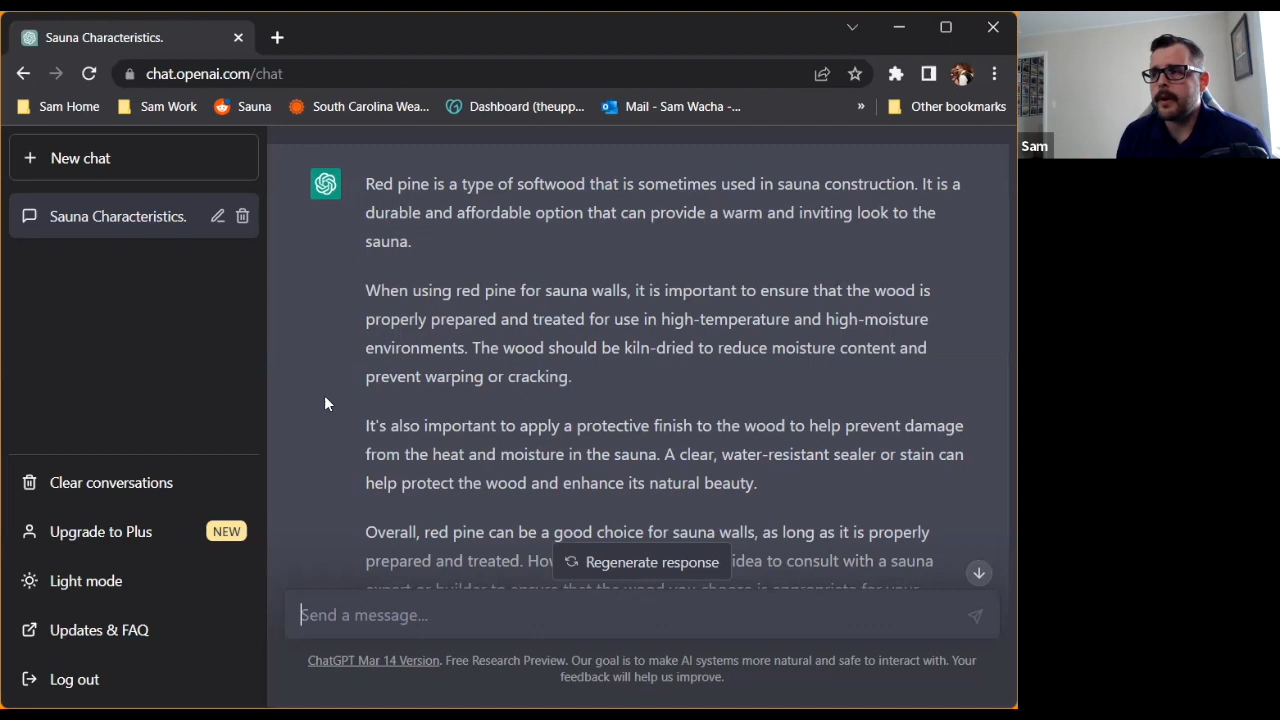 Sauna Characteristics.
chat.openai.com/chat
Sam Home
Sam Work
Sauna
South Carolina Wea...
Dashboard (theupp...
Mail - Sam Wacha -...
»
Other bookmarks
Sam
+ New chat
Sauna Characteristics.
Clear conversations
Upgrade to Plus
NEW
Light mode
Updates & FAQ
Log out
Red pine is a type of softwood that is sometimes used in sauna construction. It is a
durable and affordable option that can provide a warm and inviting look to the
sauna.
When using red pine for sauna walls, it is important to ensure that the wood is
properly prepared and treated for use in high-temperature and high-moisture
environments. The wood should be kiln-dried to reduce moisture content and
prevent warping or cracking.
It's also important to apply a protective finish to the wood to help prevent damage
from the heat and moisture in the sauna. A clear, water-resistant sealer or stain can
help protect the wood and enhance its natural beauty.
Overall, red pine can be a good choice for sauna walls, as long as it is properly
prepared and treated. How idea to consult with a sauna
Regenerate response
Send a message...
ChatGPT Mar 14 Version. Free Research Preview. Our goal is to make AI systems more natural and safe to interact with. Your
feedback will help us improve.